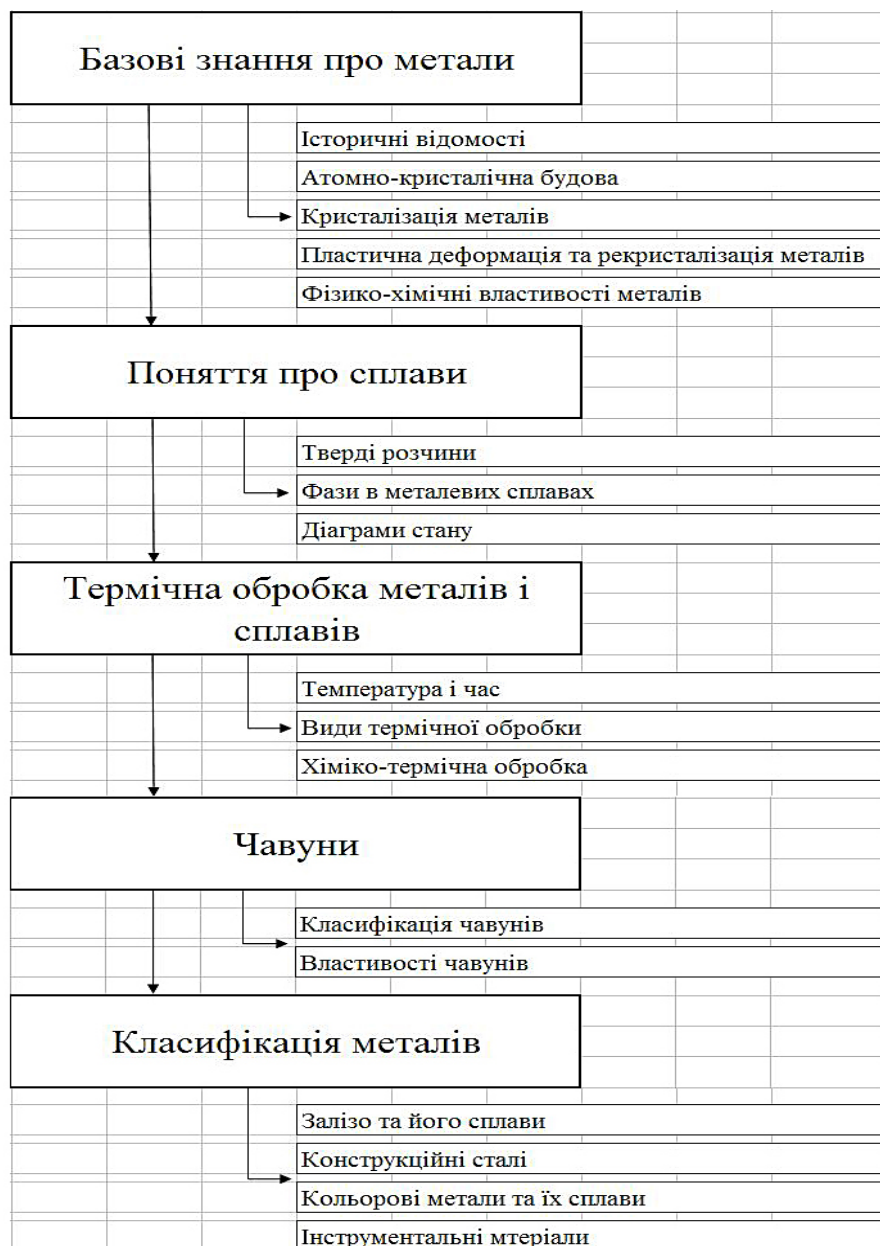 Базові знання про метали
Історичні відомості
Атомно-кристалічна будова
Кристалізація металів
Пластична деформація та рекристалізація металів
Фізико-хімічні властивості металів
Поняття про сплави
Тверді розчини
Фази в металевих сплавах
Діаграми стану
Термічна обробка металів і
сплавів
Температура і час
Види термічної обробки
Хіміко-термічна обробка
Чавуни
Класифікація чавунів
Властивості чавунів
Класифікація металів
Залізо та його сплави
Конструкційні сталі
Кольорові метали та їх сплави
Інструментальні мтеріали